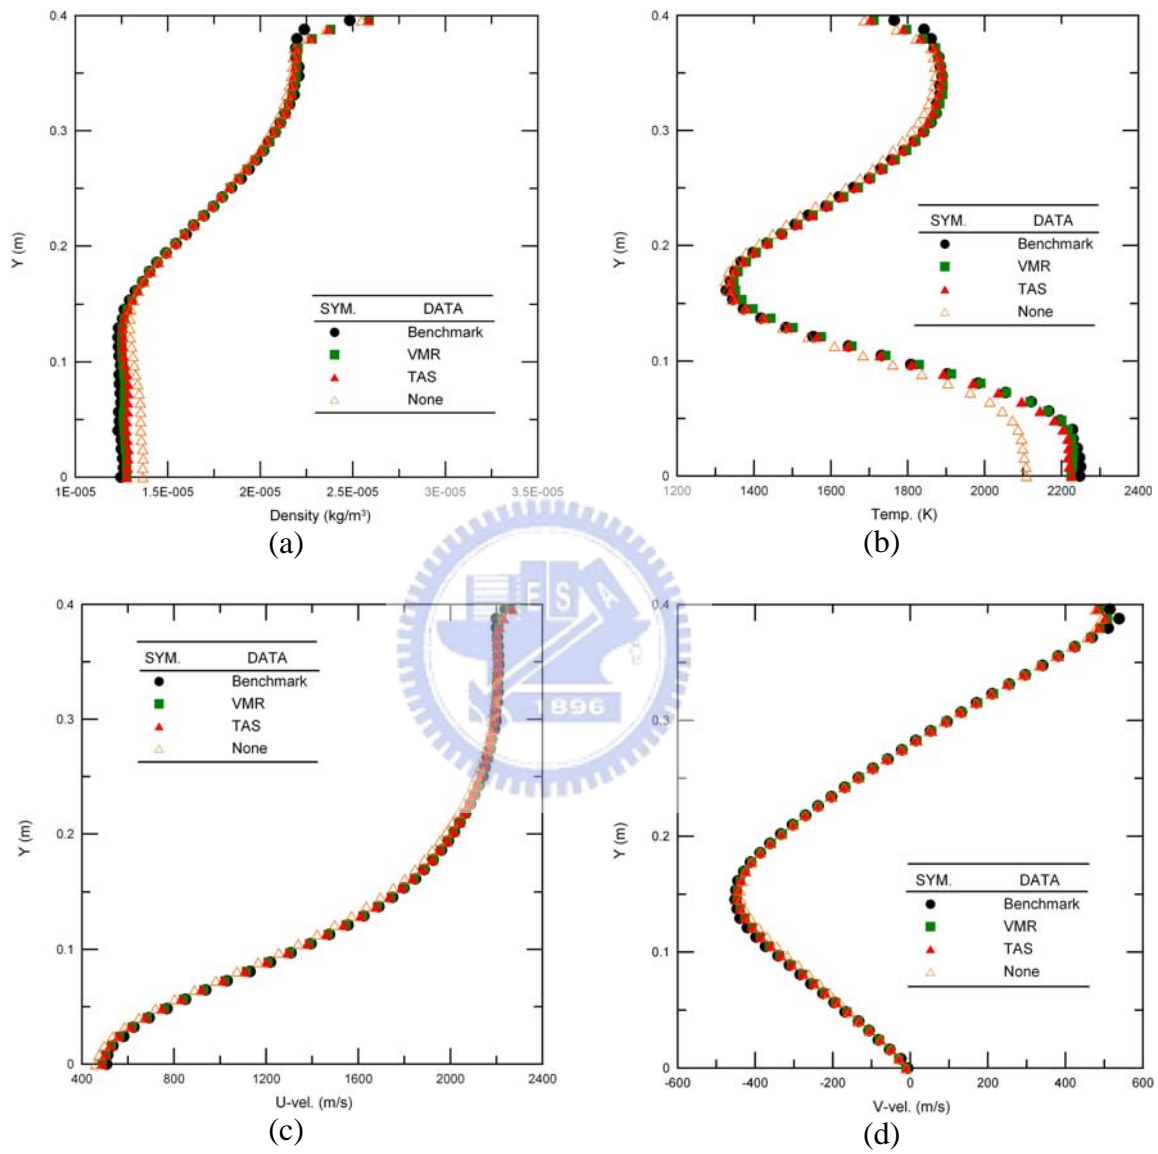 0.4
0.3
0.2
0.1
0
Y (m)
SYM. DATA
Benchmark
VMR
TAS
None
1E-005 1.5E-005 2E-005 2.5E-005 3E-005 3.5E-005
Density (kg/m³)
(a)
0.4
0.3
0.2
0.1
0
Y (m)
SYM. DATA
Benchmark
VMR
TAS
None
1200 1400 1600 1800 2000 2200 2400
Temp. (K)
(b)
E S A
1896
0.4
0.3
0.2
0.1
0
Y (m)
SYM. DATA
Benchmark
VMR
TAS
None
400 800 1200 1600 2000 2400
U-vel. (m/s)
(c)
0.4
0.3
0.2
0.1
0
Y (m)
SYM. DATA
Benchmark
VMR
TAS
None
-600 -400 -200 0 200 400 600
V-vel. (m/s)
(d)